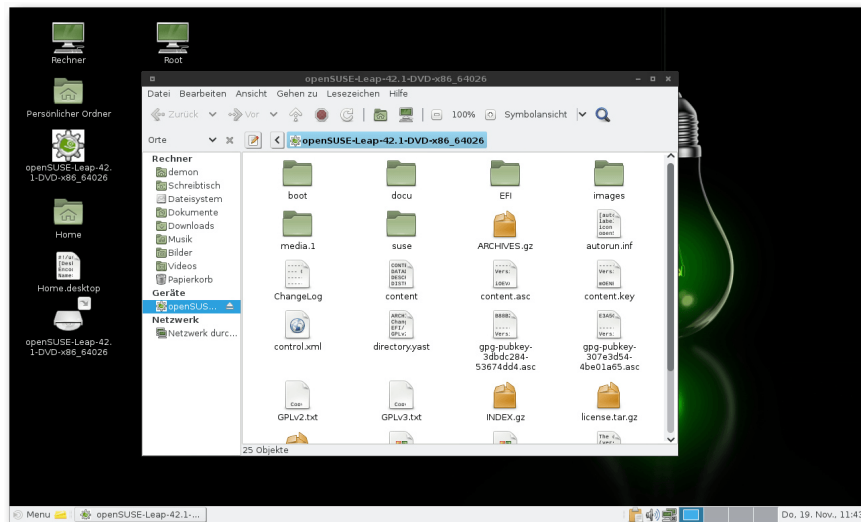 Rechner
Root
Persönlicher Ordner
openSUSE-Leap-42.
1-DVD-x86_64026
Home
Home.desktop
openSUSE-Leap-42.
1-DVD-x86_64026
openSUSE-Leap-42.1-DVD-x86_64026
Datei Bearbeiten Ansicht Gehen zu Lesezeichen Hilfe
Zurück Vor 100% Symbolansicht
Orte
openSUSE-Leap-42.1-DVD-x86_64026
Rechner
demon
Schreibtisch
Dateisystem
Dokumente
Downloads
Musik
Bilder
Videos
Papierkorb
Geräte
openSUS...
Netzwerk
Netzwerk durc...
boot docu EFI images
media.1 suse ARCHIVES.gz autorun.inf
ChangeLog content content.asc content.key
control.xml directory.yast gpg-pubkey-
3dbdc284-
53674dd4.asc
gpg-pubkey-
307e3d54-
4be01a65.asc
GPLv2.txt GPLv3.txt INDEX.gz license.tar.gz
25 Objekte
Menu openSUSE-Leap-42.1-...
Do, 19. Nov., 11:43